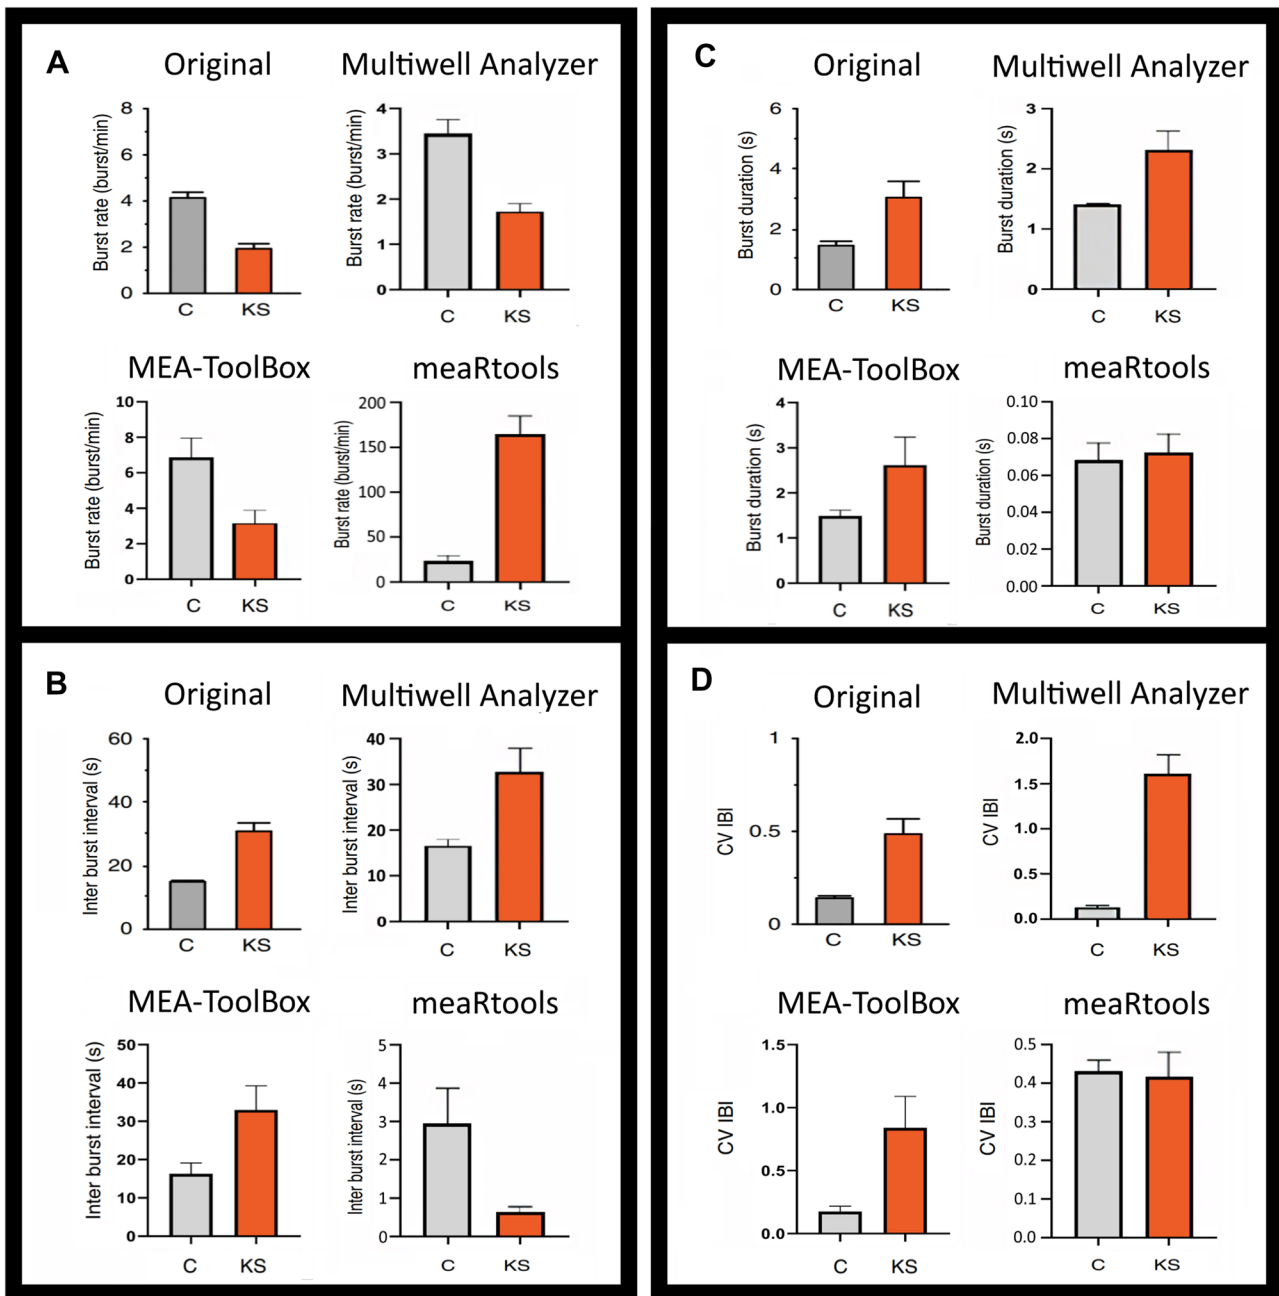 A
Original
Multiwell Analyzer
Burst rate (burst/min)
8
6
4
2
0
C
KS
Burst rate (burst/min)
4
3
2
1
0
C
KS
MEA-ToolBox
meaRtools
Burst rate (burst/min)
10
8
6
4
2
0
C
KS
Burst rate (burst/min)
200
150
100
50
0
C
KS
B
Original
Multiwell Analyzer
Inter burst interval (s)
60
40
20
0
C
KS
Inter burst interval (s)
40
30
20
10
0
C
KS
MEA-ToolBox
meaRtools
Inter burst interval (s)
50
40
30
20
10
0
C
KS
Inter burst interval (s)
5
4
3
2
1
0
C
KS
C
Original
Multiwell Analyzer
Burst duration (s)
6
4
2
0
C
KS
Burst duration (s)
3
2
1
0
C
KS
MEA-ToolBox
meaRtools
Burst duration (s)
4
3
2
1
0
C
KS
Burst duration (s)
0.10
0.08
0.06
0.04
0.02
0.00
C
KS
D
Original
Multiwell Analyzer
CV IBI
1
0.5
0
C
KS
CV IBI
2.0
1.5
1.0
0.5
0.0
C
KS
MEA-ToolBox
meaRtools
CV IBI
1.5
1.0
0.5
0.0
C
KS
CV IBI
0.5
0.4
0.3
0.2
0.1
0.0
C
KS